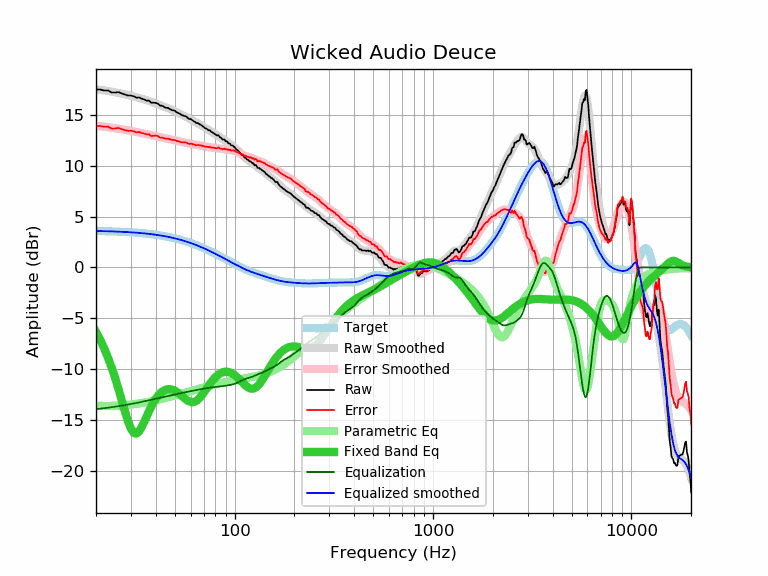 Wicked Audio Deuce
15
10
5
0
−5
−10
−15
−20
Amplitude (dBr)
Target
Raw Smoothed
Error Smoothed
Raw
Error
Parametric Eq
Fixed Band Eq
Equalization
Equalized smoothed
100
1000
10000
Frequency (Hz)